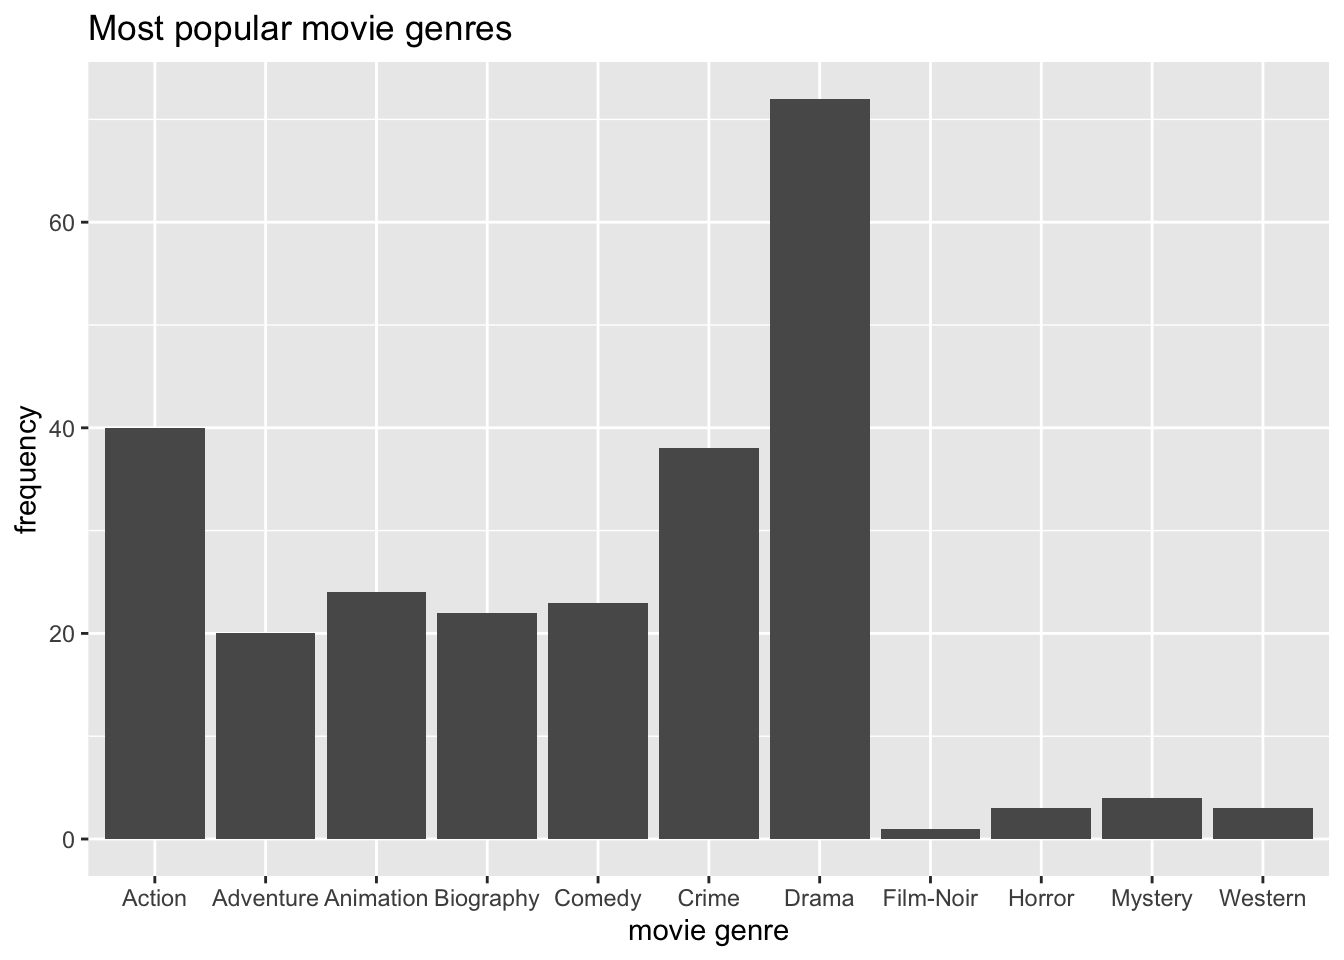 Most popular movie genres
60
40
20
0
frequency
Action Adventure Animation Biography Comedy Crime Drama Film-Noir Horror Mystery Western
movie genre